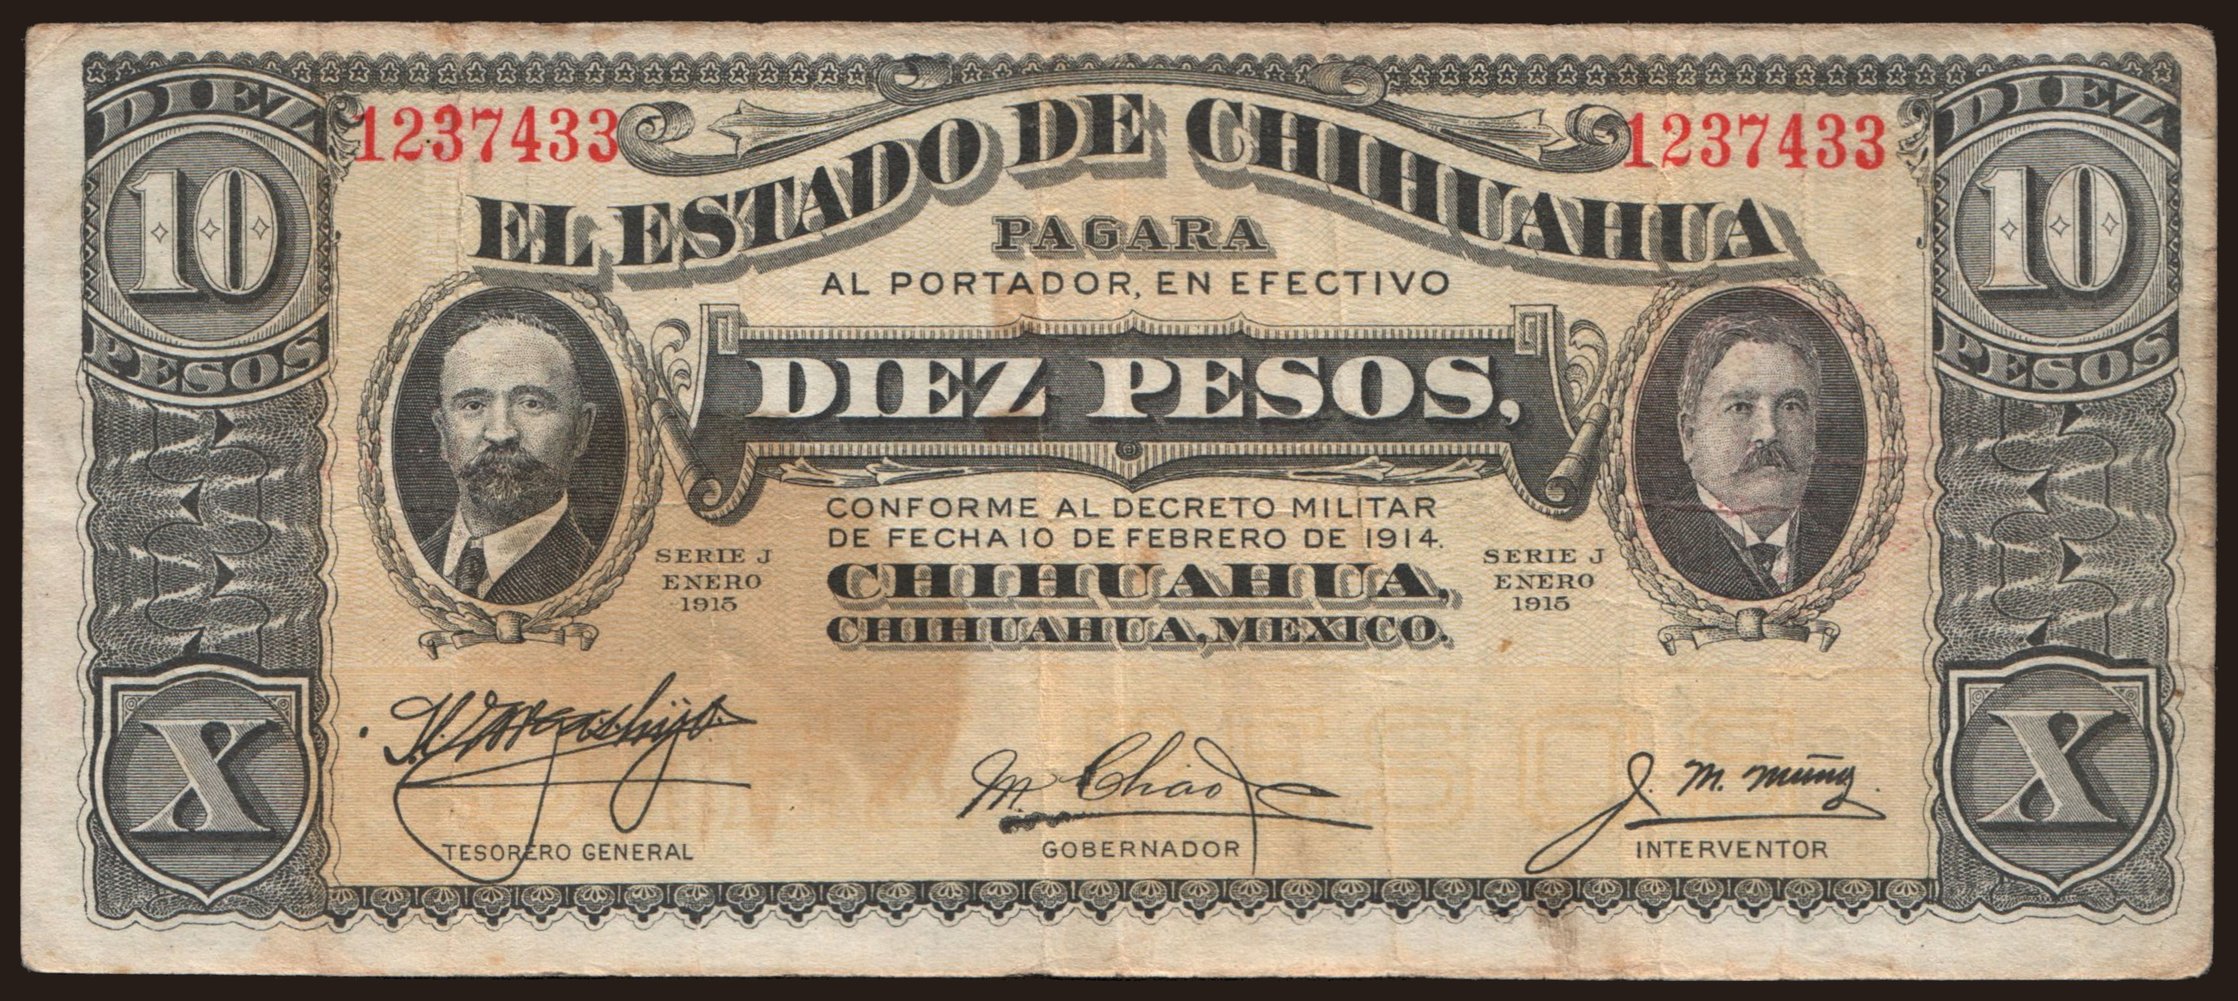 DIEZ
10
PESOS
1237433
1237433
DIEZ
10
PESOS
EL ESTADO DE CHIHUAHUA
PAGARA
AL PORTADOR, EN EFECTIVO
DIEZ PESOS,
CONFORME AL DECRETO MILITAR
DE FECHA 10 DE FEBRERO DE 1914.
SERIE J
ENERO
1915
SERIE J
ENERO
1915
CHIHUAHUA,
CHIHUAHUA, MEXICO.
X
X
M. Chao
J. M. Muñoz
TESORERO GENERAL
GOBERNADOR
INTERVENTOR